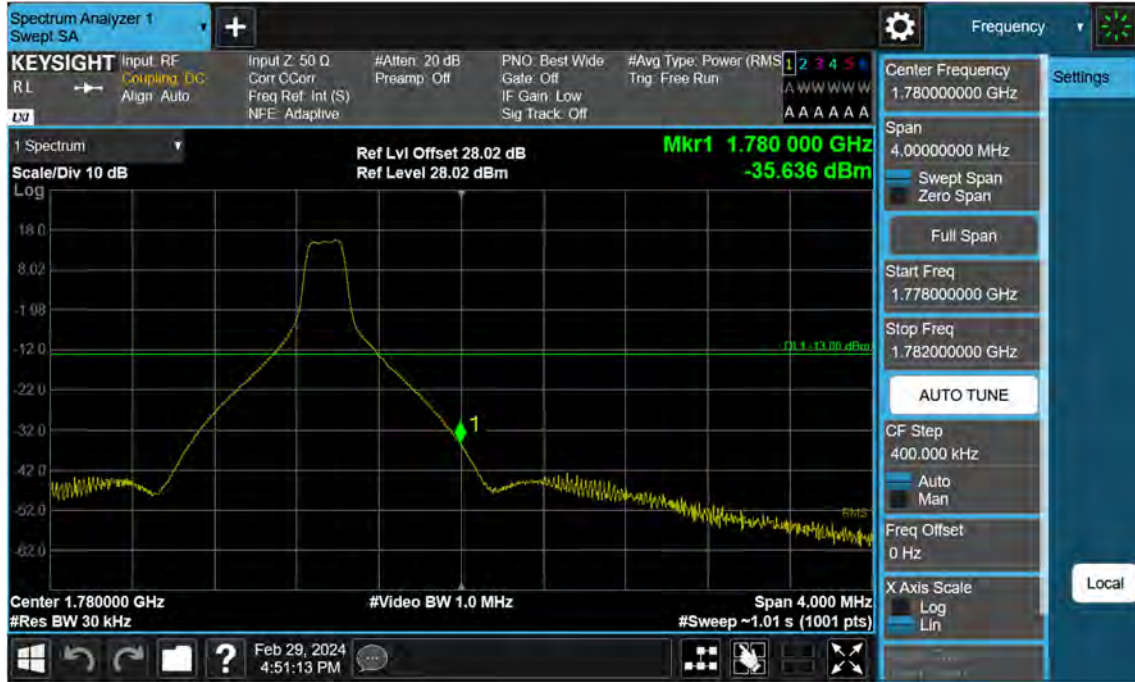 Spectrum Analyzer 1
Swept SA
Frequency
KEYSIGHT
RL
LXI
Input: RF
Coupling: DC
Align: Auto
Input Z: 50 Ω
Corr CCorr
Freq Ref: Int (S)
NFE: Adaptive
#Atten: 20 dB
Preamp: Off
PNO: Best Wide
Gate: Off
IF Gain: Low
Sig Track: Off
#Avg Type: Power (RMS
Trig: Free Run
1 2 3 4 5 6
A W W W W W
A A A A A A
1 Spectrum
Scale/Div 10 dB
Log
Ref Lvl Offset 28.02 dB
Ref Level 28.02 dBm
Mkr1 1.780 000 GHz
-35.636 dBm
18.0
8.02
-1.98
-12.0
-22.0
-32.0
-42.0
-52.0
-62.0
DL1 -13.00 dBm
1
RMS
Center 1.780000 GHz
#Res BW 30 kHz
#Video BW 1.0 MHz
Span 4.000 MHz
#Sweep ~1.01 s (1001 pts)
Feb 29, 2024
4:51:13 PM
?
Center Frequency
1.780000000 GHz
Settings
Span
4.00000000 MHz
Swept Span
Zero Span
Full Span
Start Freq
1.778000000 GHz
Stop Freq
1.782000000 GHz
AUTO TUNE
CF Step
400.000 kHz
Auto
Man
Freq Offset
0 Hz
X Axis Scale
Log
Lin
Local